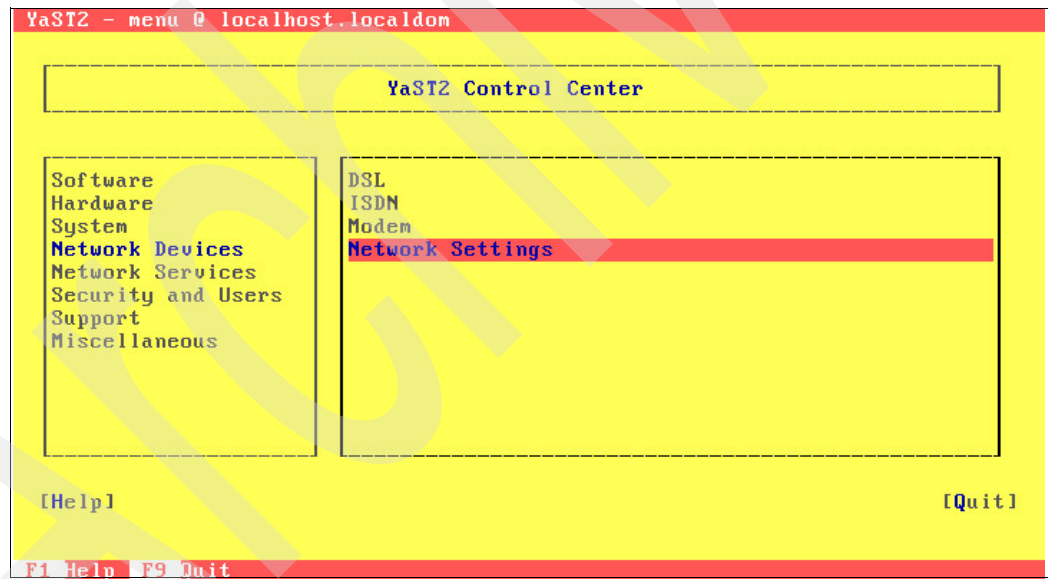 YaST2 - menu @ localhost.localdom
YaST2 Control Center
Software
Hardware
System
Network Devices
Network Services
Security and Users
Support
Miscellaneous
DSL
ISDN
Modem
Network Settings
[Help] [Quit]
F1 Help F9 Quit